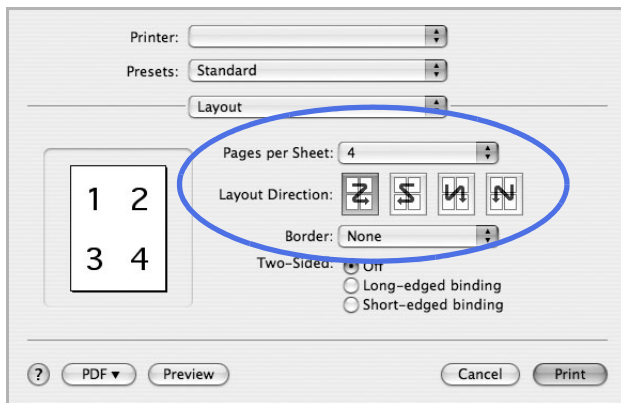 Printer:
Presets: Standard
Layout
Pages per Sheet: 4
Layout Direction:
Border: None
Two-Sided: Off
Long-edged binding
Short-edged binding
1 2
3 4
? PDF▼ Preview Cancel Print